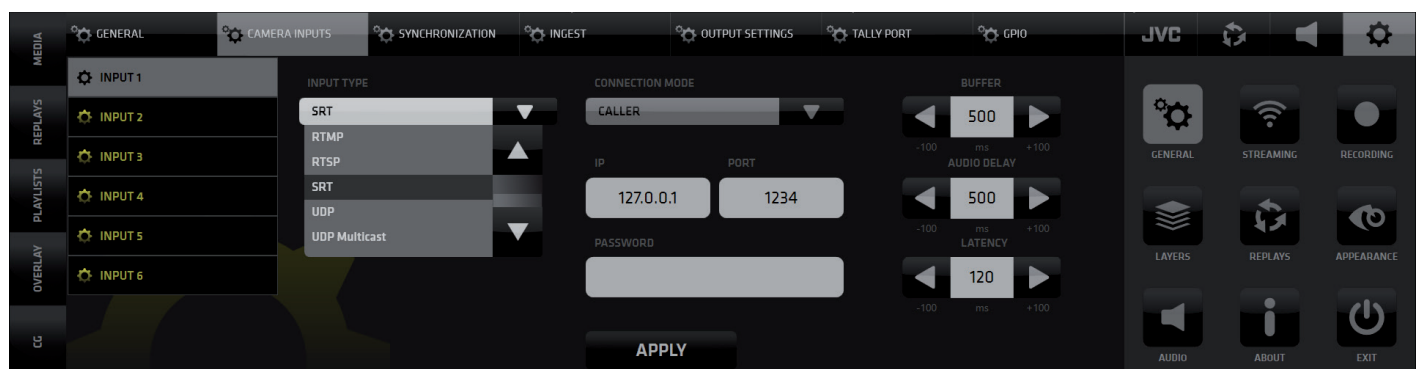 MEDIA
REPLAYS
PLAYLISTS
OVERLAY
CG
GENERAL
CAMERA INPUTS
SYNCHRONIZATION
INGEST
OUTPUT SETTINGS
TALLY PORT
GPIO
JVC
INPUT 1
INPUT 2
INPUT 3
INPUT 4
INPUT 5
INPUT 6
INPUT TYPE
SRT
RTMP
RTSP
SRT
UDP
UDP Multicast
CONNECTION MODE
CALLER
IP PORT
127.0.0.1 1234
PASSWORD
APPLY
BUFFER
500
-100 ms +100
AUDIO DELAY
500
-100 ms +100
LATENCY
120
-100 ms +100
GENERAL STREAMING RECORDING
LAYERS REPLAYS APPEARANCE
AUDIO ABOUT EXIT